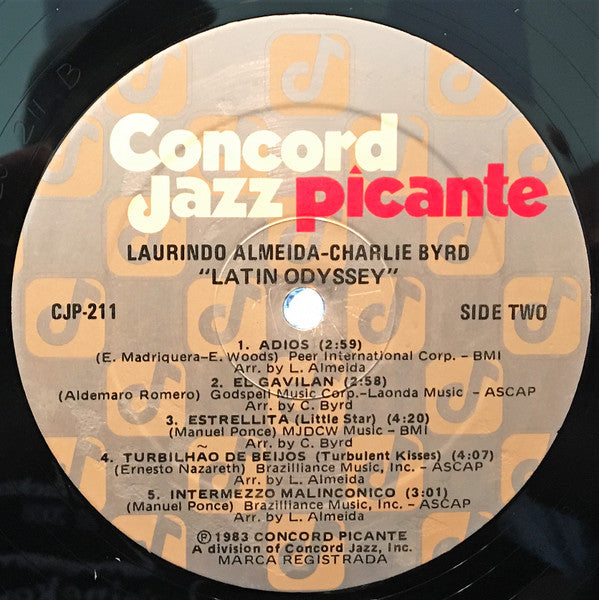 Concord
Jazz picante
LAURINDO ALMEIDA-CHARLIE BYRD
"LATIN ODYSSEY"
CJP-211
SIDE TWO
1. ADIOS (2:59)
(E. Madriquera-E. Woods) Peer International Corp. - BMI
Arr. by L. Almeida
2. EL GAVILAN (2:58)
(Aldemaro Romero) Godspell Music Corp.-Laonda Music - ASCAP
Arr. by C. Byrd
3. ESTRELLITA (Little Star) (4:20)
(Manuel Ponce) MJDCW Music - BMI
Arr. by C. Byrd
4. TURBILHÃO DE BEIJOS (Turbulent Kisses) (4:07)
(Ernesto Nazareth) Brazilliance Music, Inc. - ASCAP
Arr. by L. Almeida
5. INTERMEZZO MALINCONICO (3:01)
(Manuel Ponce) Brazilliance Music, Inc. - ASCAP
Arr. by L. Almeida
Ⓟ1983 CONCORD PICANTE
A division of Concord Jazz, Inc.
MARCA REGISTRADA